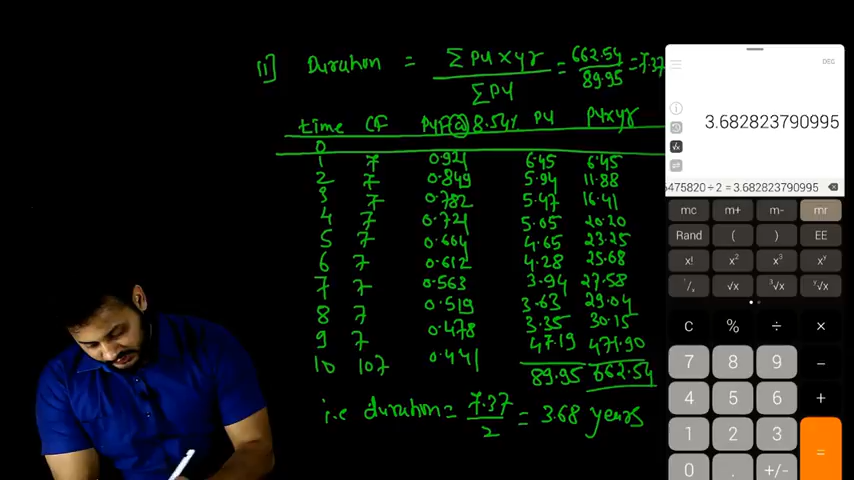 ii] Duration = ΣPV×yr / ΣPV = 662.54 / 89.95 = 7.37
time CF PVF@8.54% PV PV×yr
0
1 7 0.921 6.45 6.45
2 7 0.849 5.94 11.88
3 7 0.782 5.47 16.41
4 7 0.721 5.05 20.20
5 7 0.664 4.65 23.25
6 7 0.612 4.28 25.68
7 7 0.563 3.94 27.58
8 7 0.519 3.63 29.04
9 7 0.478 3.35 30.15
10 107 0.441 47.19 471.90
89.95 662.54
i.e duration = 7.37 / 2 = 3.68 years
DEG
3.682823790995
6475820÷2=3.682823790995
mc m+ m- mr
Rand ( ) EE
x! x² x³ xʸ
¹/ₓ √x ³√x ʸ√x
C % ÷ ×
7 8 9 −
4 5 6 +
1 2 3 =
0 . +/-